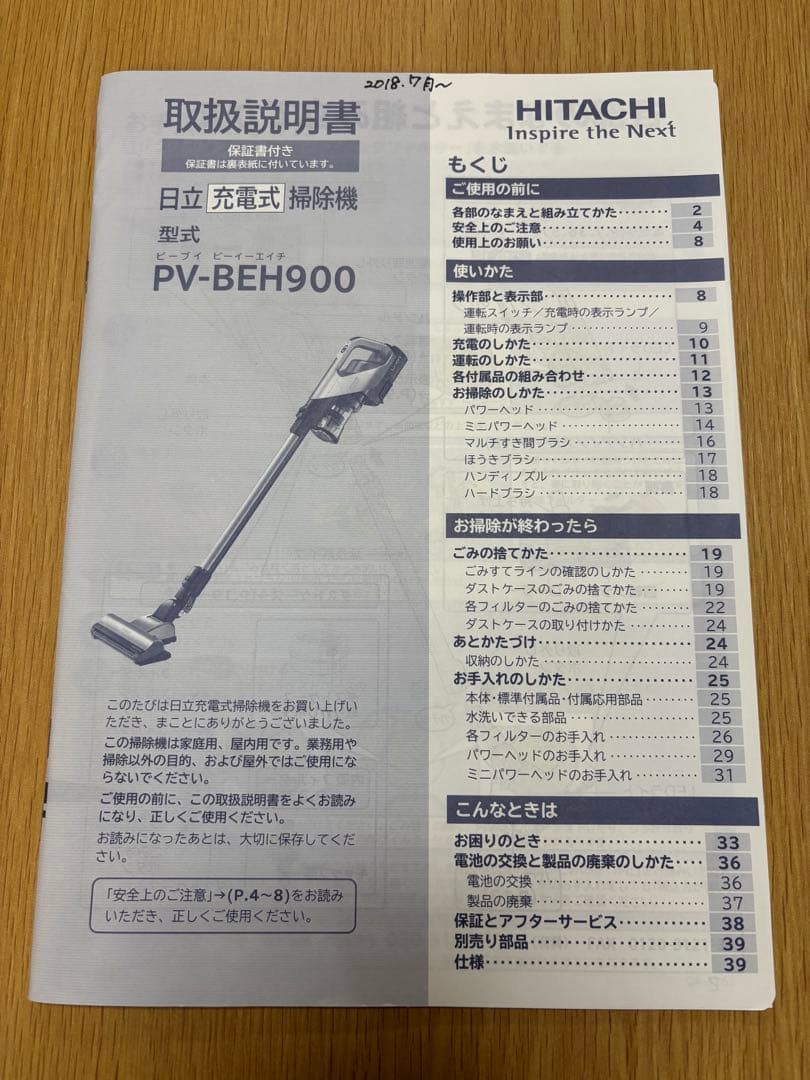 2018.7月〜
取扱説明書
保証書付き
保証書は裏表紙に付いています。
日立 充電式 掃除機
型式
ピーブイ ビーイーエイチ
PV-BEH900
このたびは日立充電式掃除機をお買い上げい
ただき、まことにありがとうございました。
この掃除機は家庭用、屋内用です。業務用や
掃除以外の目的、および屋外ではご使用にな
らないでください。
ご使用の前に、この取扱説明書をよくお読み
になり、正しくご使用ください。
お読みになったあとは、大切に保存してくだ
さい。
「安全上のご注意」→(P.4〜8)をお読み
いただき、正しくご使用ください。
HITACHI
Inspire the Next
もくじ
ご使用の前に
各部のなまえと組み立てかた‥‥‥‥ 2
安全上のご注意‥‥‥‥‥‥‥‥ 4
使用上のお願い‥‥‥‥‥‥‥‥ 8
使いかた
操作部と表示部‥‥‥‥‥‥‥‥ 8
運転スイッチ／充電時の表示ランプ／
運転時の表示ランプ‥‥‥‥‥‥ 9
充電のしかた‥‥‥‥‥‥‥‥‥ 10
運転のしかた‥‥‥‥‥‥‥‥‥ 11
各付属品の組み合わせ‥‥‥‥‥‥ 12
お掃除のしかた‥‥‥‥‥‥‥‥ 13
パワーヘッド‥‥‥‥‥‥‥‥ 13
ミニパワーヘッド‥‥‥‥‥‥ 14
マルチすき間ブラシ‥‥‥‥‥ 16
ほうきブラシ‥‥‥‥‥‥‥‥ 17
ハンディノズル‥‥‥‥‥‥‥ 18
ハードブラシ‥‥‥‥‥‥‥‥ 18
お掃除が終わったら
ごみの捨てかた‥‥‥‥‥‥‥‥ 19
ごみすてラインの確認のしかた‥‥ 19
ダストケースのごみの捨てかた‥‥ 19
各フィルターのごみの捨てかた‥‥ 22
ダストケースの取り付けかた‥‥‥ 24
あとかたづけ‥‥‥‥‥‥‥‥‥ 24
収納のしかた‥‥‥‥‥‥‥‥ 24
お手入れのしかた‥‥‥‥‥‥‥ 25
本体・標準付属品・付属応用部品‥‥ 25
水洗いできる部品‥‥‥‥‥‥ 25
各フィルターのお手入れ‥‥‥‥ 26
パワーヘッドのお手入れ‥‥‥‥ 29
ミニパワーヘッドのお手入れ‥‥‥ 31
こんなときは
お困りのとき‥‥‥‥‥‥‥‥‥ 33
電池の交換と製品の廃棄のしかた‥‥ 36
電池の交換‥‥‥‥‥‥‥‥‥ 36
製品の廃棄‥‥‥‥‥‥‥‥‥ 37
保証とアフターサービス‥‥‥‥‥ 38
別売り部品‥‥‥‥‥‥‥‥‥‥ 39
仕様‥‥‥‥‥‥‥‥‥‥‥‥‥ 39